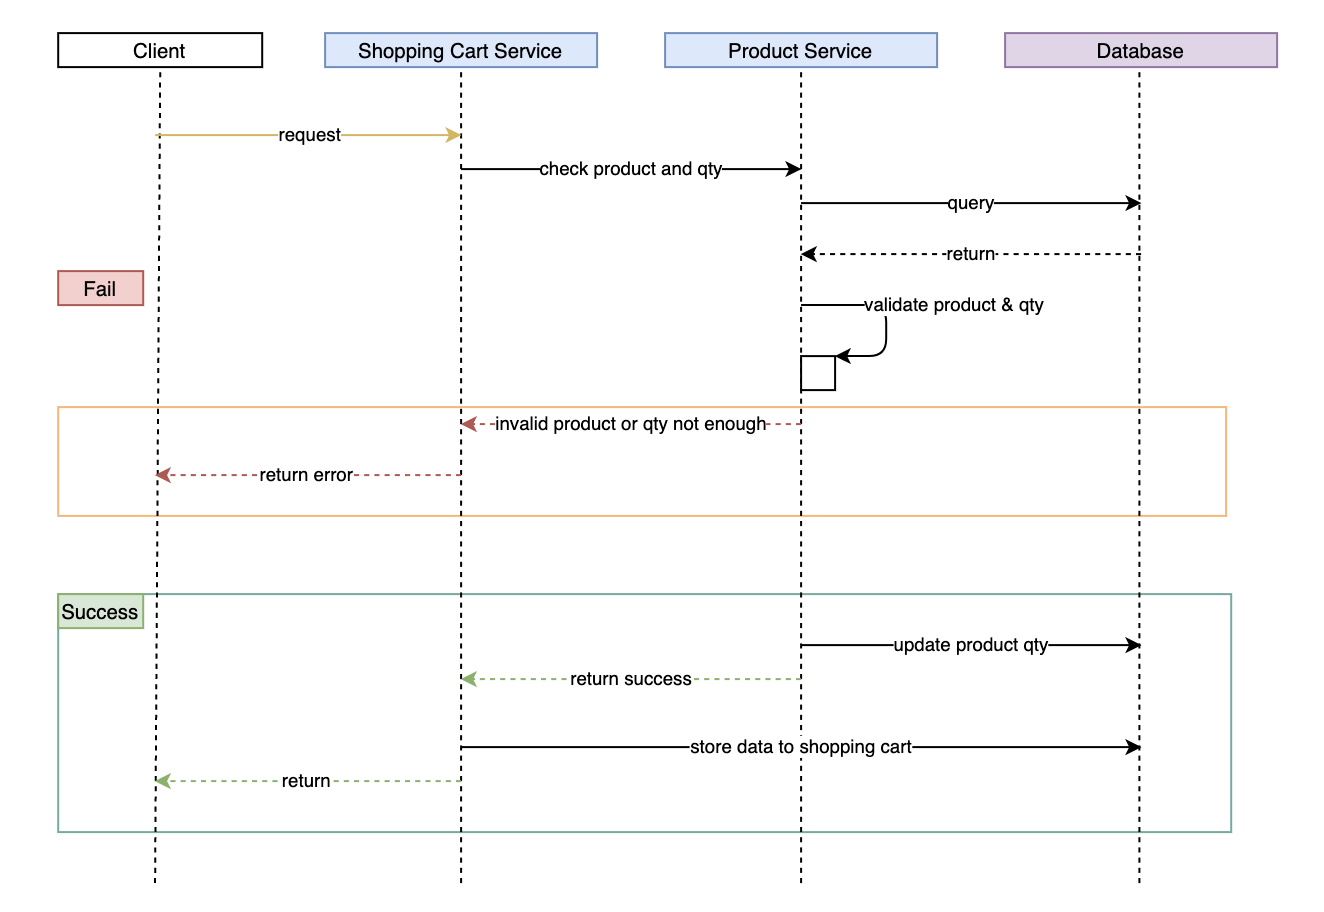 Client
Shopping Cart Service
Product Service
Database
request
check product and qty
query
return
Fail
validate product & qty
invalid product or qty not enough
return error
Success
update product qty
return success
store data to shopping cart
return